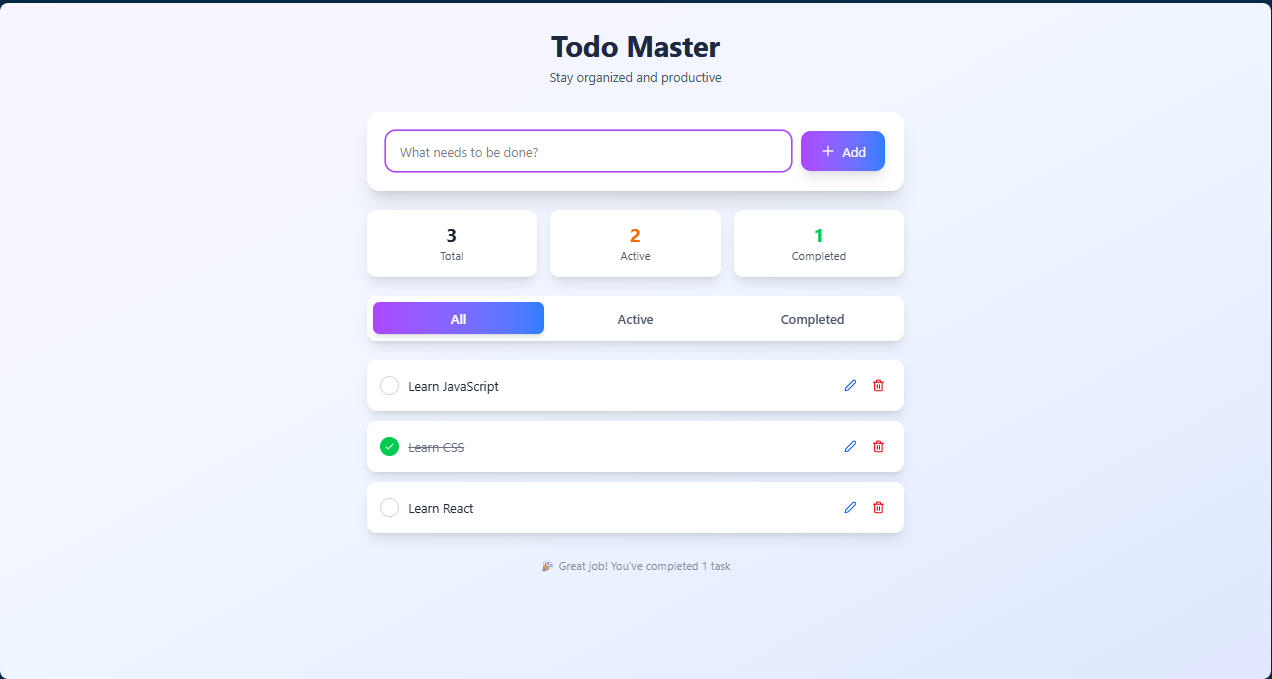 Todo Master
Stay organized and productive
What needs to be done?
Add
3
Total
2
Active
1
Completed
All
Active
Completed
Learn JavaScript
Learn CSS
Learn React
🎉 Great job! You've completed 1 task